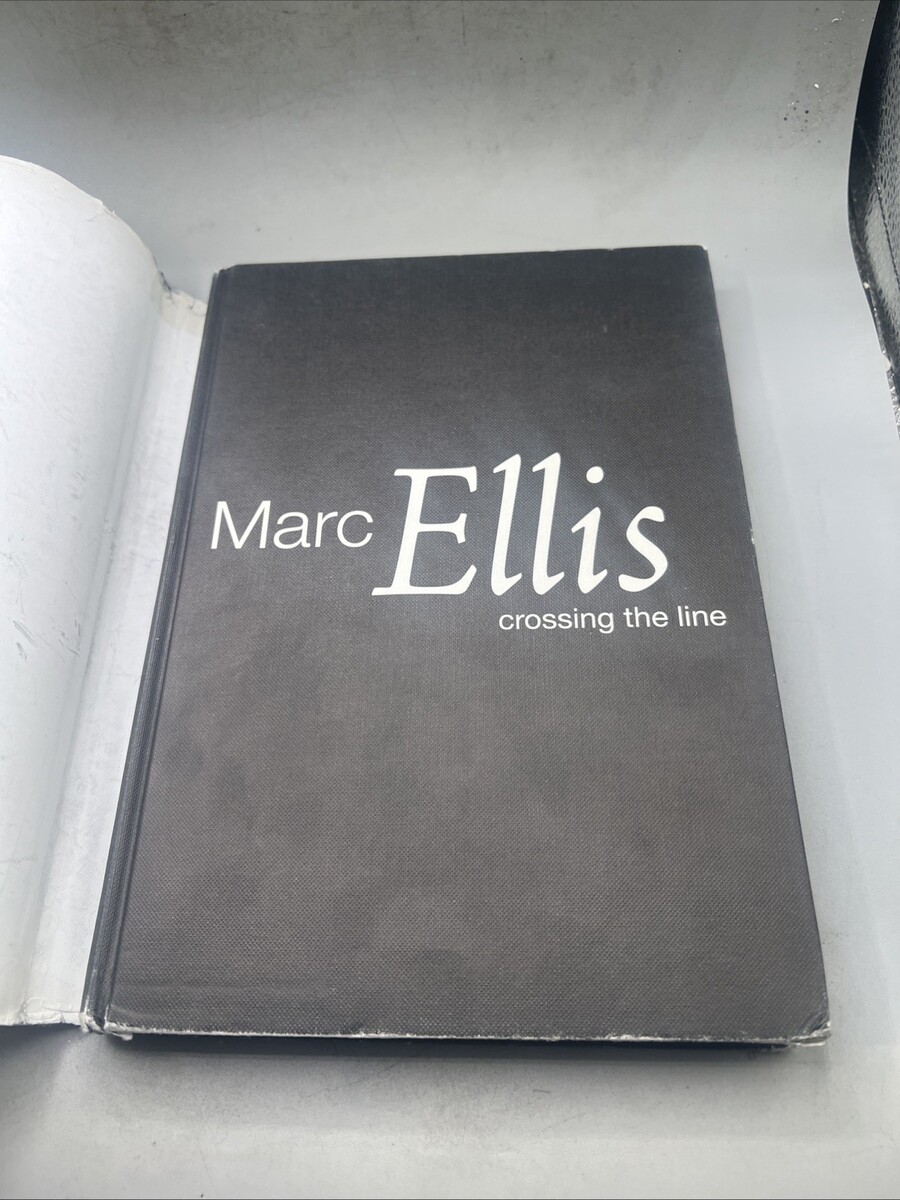 Marc Ellis
crossing the line